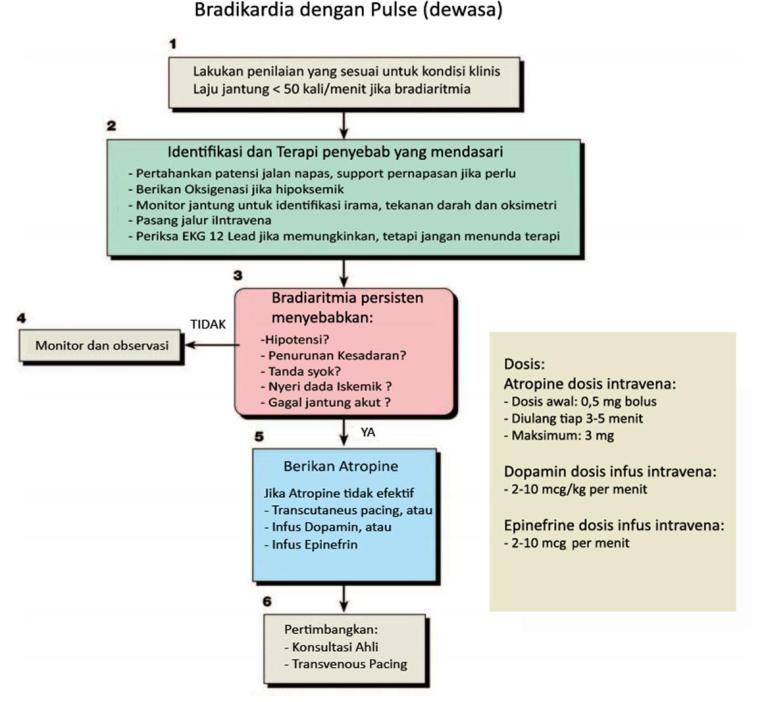 Bradikardia dengan Pulse (dewasa)
1
Lakukan penilaian yang sesuai untuk kondisi klinis
Laju jantung < 50 kali/menit jika bradiaritmia
2
Identifikasi dan Terapi penyebab yang mendasari
- Pertahankan patensi jalan napas, support pernapasan jika perlu
- Berikan Oksigenasi jika hipoksemik
- Monitor jantung untuk identifikasi irama, tekanan darah dan oksimetri
- Pasang jalur iIntravena
- Periksa EKG 12 Lead jika memungkinkan, tetapi jangan menunda terapi
3
Bradiaritmia persisten
menyebabkan:
-Hipotensi?
- Penurunan Kesadaran?
- Tanda syok?
- Nyeri dada Iskemik ?
- Gagal jantung akut ?
TIDAK
4
Monitor dan observasi
YA
5
Berikan Atropine
Jika Atropine tidak efektif
- Transcutaneus pacing, atau
- Infus Dopamin, atau
- Infus Epinefrin
6
Pertimbangkan:
- Konsultasi Ahli
- Transvenous Pacing
Dosis:
Atropine dosis intravena:
- Dosis awal: 0,5 mg bolus
- Diulang tiap 3-5 menit
- Maksimum: 3 mg
Dopamin dosis infus intravena:
- 2-10 mcg/kg per menit
Epinefrine dosis infus intravena:
- 2-10 mcg per menit